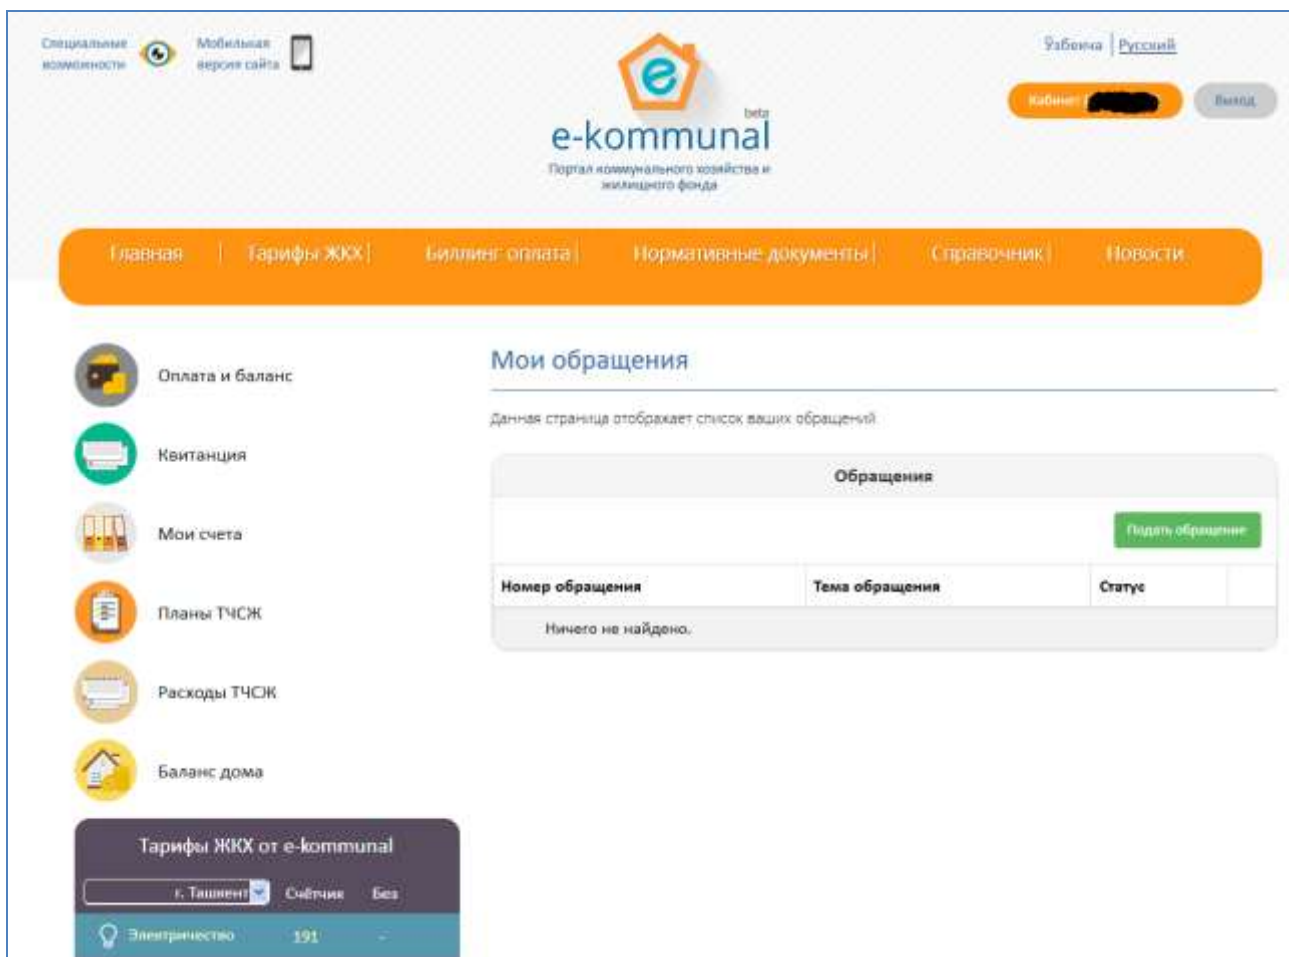 Специальные
возможности
Мобильная
версия сайта
Ўзбекча | Русский
Кабинет
Выход
beta
e-kommunal
Портал коммунального хозяйства и
жилищного фонда
Главная | Тарифы ЖКХ | Биллинг оплата | Нормативные документы | Справочник | Новости
Оплата и баланс
Квитанция
Мои счета
Планы ТЧСЖ
Расходы ТЧСЖ
Баланс дома
Мои обращения
Данная страница отображает список ваших обращений
Обращения
Подать обращение
Номер обращения Тема обращения Статус
Ничего не найдено.
Тарифы ЖКХ от e-kommunal
г. Ташкент Счётчик Без
Электричество 191 -